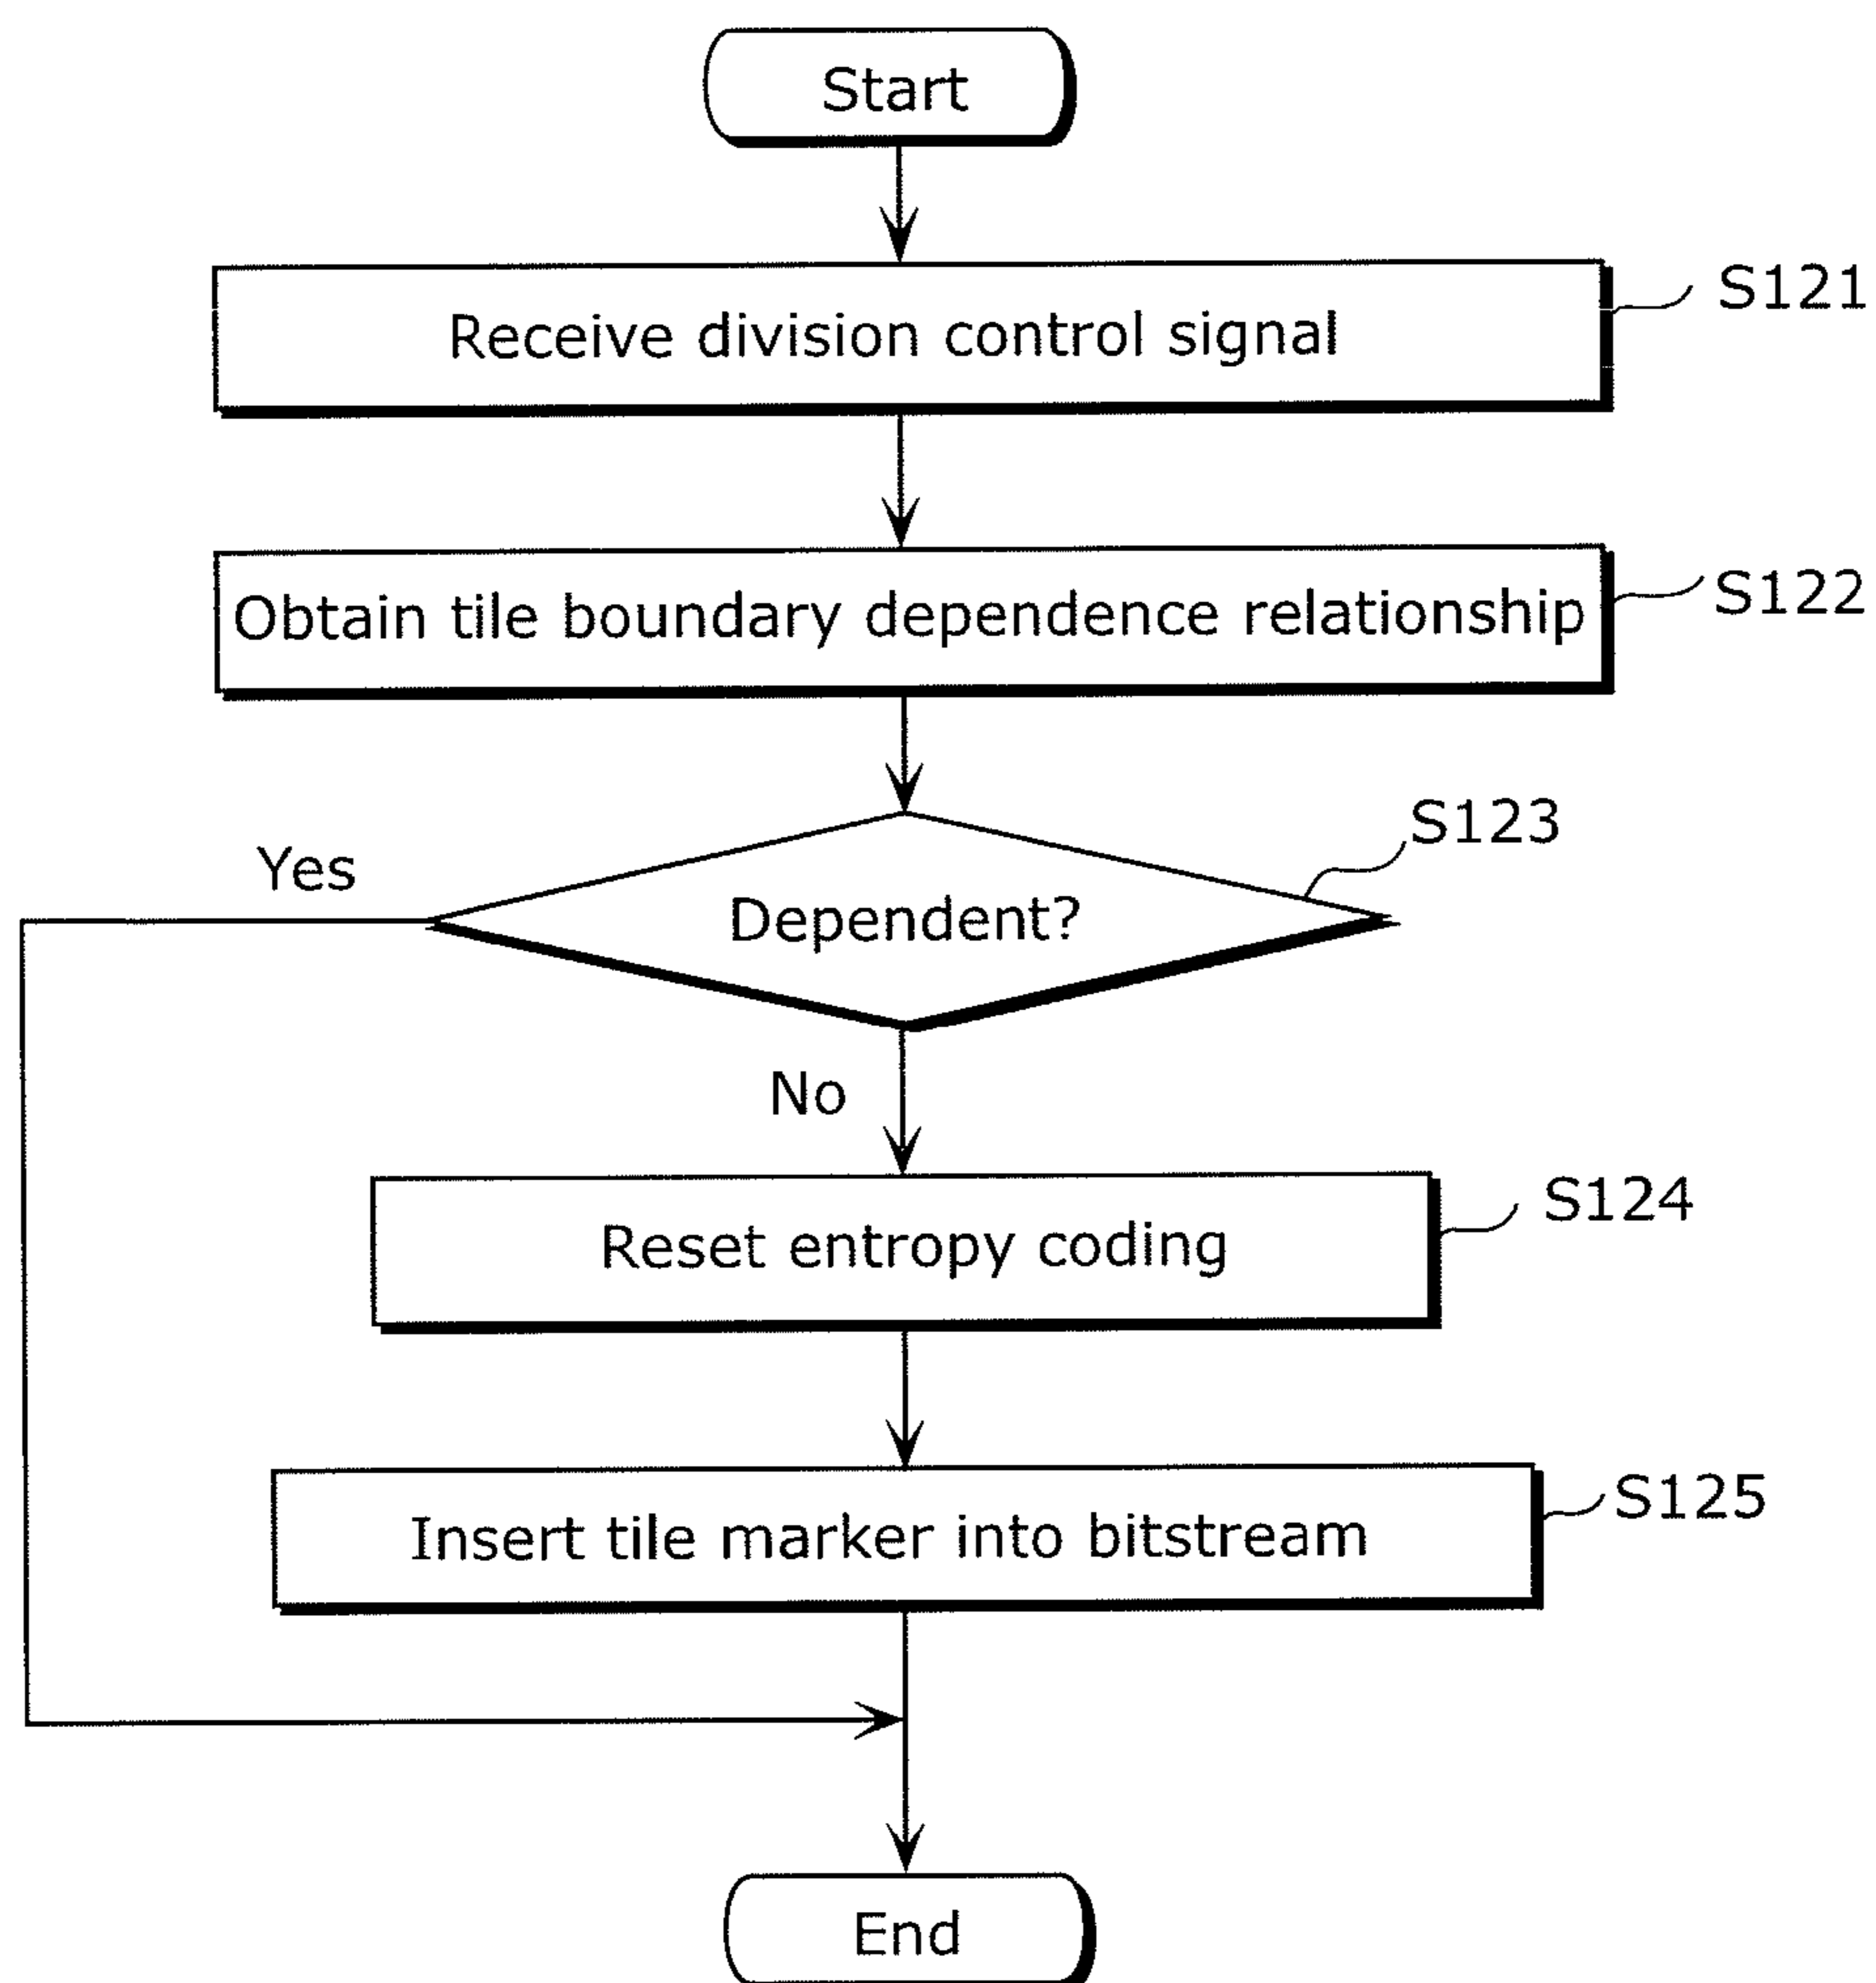 Start
Receive division control signal
S121
Obtain tile boundary dependence relationship
S122
S123
Yes
Dependent?
No
Reset entropy coding
S124
Insert tile marker into bitstream
S125
End